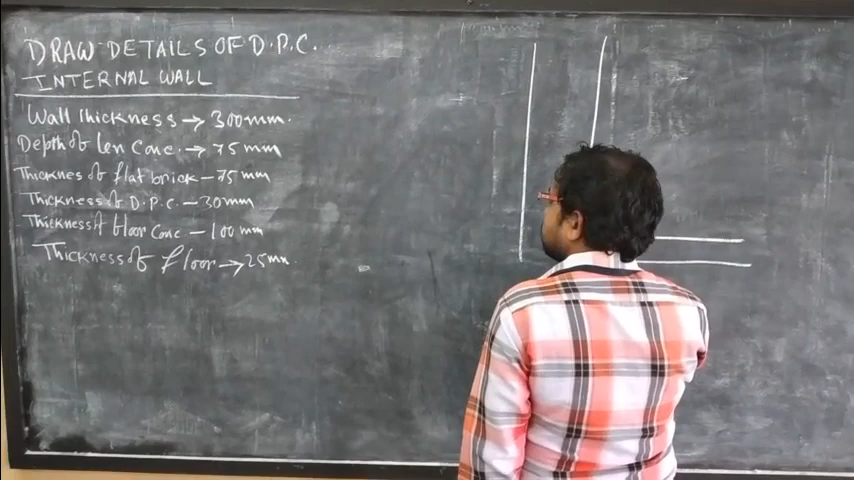 DRAW DETAILS OF D.P.C.
INTERNAL WALL
Wall thickness → 300mm.
Depth of len Conc. → 75 mm
Thicknes of flat brick - 75 mm
Thickness of D.P.C. - 30mm
Thickness of floor Conc - 100 mm
Thickness of floor → 25mm.